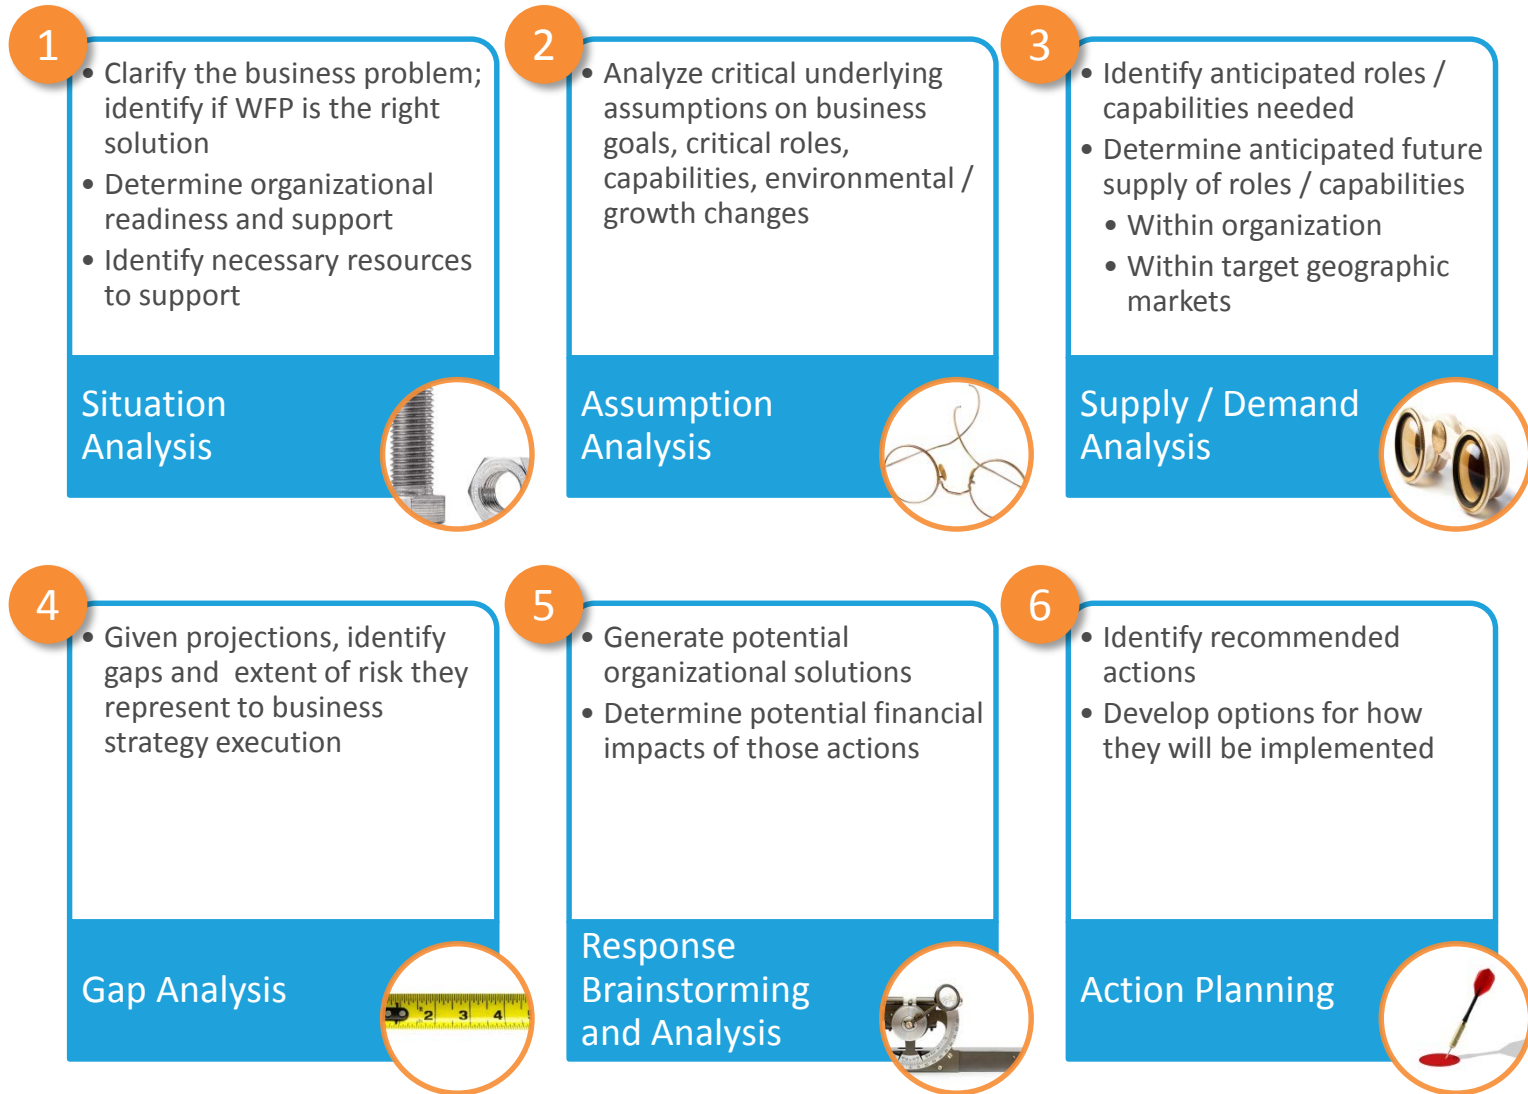 1
• Clarify the business problem;
identify if WFP is the right
solution
• Determine organizational
readiness and support
• Identify necessary resources
to support
Situation
Analysis
2
• Analyze critical underlying
assumptions on business
goals, critical roles,
capabilities, environmental /
growth changes
Assumption
Analysis
3
• Identify anticipated roles /
capabilities needed
• Determine anticipated future
supply of roles / capabilities
• Within organization
• Within target geographic
markets
Supply / Demand
Analysis
4
• Given projections, identify
gaps and  extent of risk they
represent to business
strategy execution
Gap Analysis
2 3 4
5
• Generate potential
organizational solutions
• Determine potential financial
impacts of those actions
Response
Brainstorming
and Analysis
6
• Identify recommended
actions
• Develop options for how
they will be implemented
Action Planning